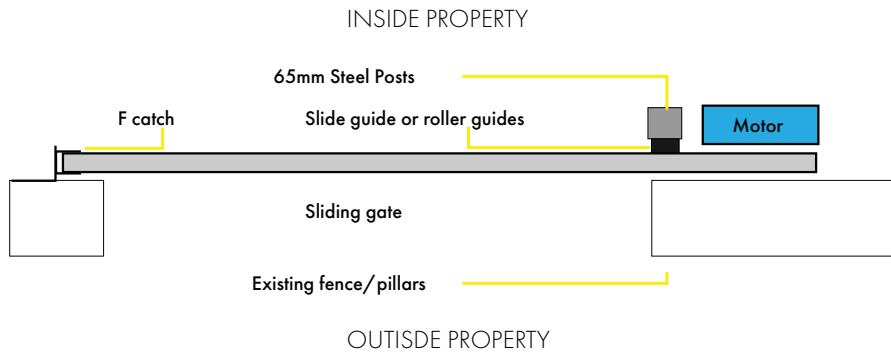 INSIDE PROPERTY
65mm Steel Posts
F catch
Slide guide or roller guides
Motor
Sliding gate
Existing fence/pillars
OUTISDE PROPERTY